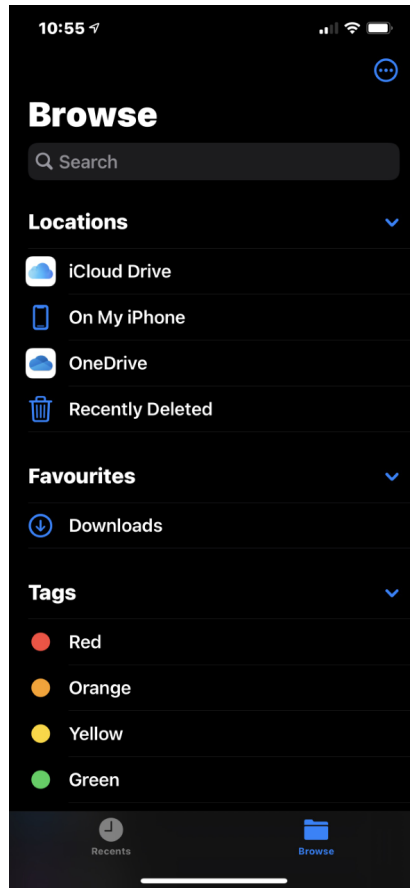 10:55
Browse
Search
Locations
iCloud Drive
On My iPhone
OneDrive
Recently Deleted
Favourites
Downloads
Tags
Red
Orange
Yellow
Green
Recents
Browse